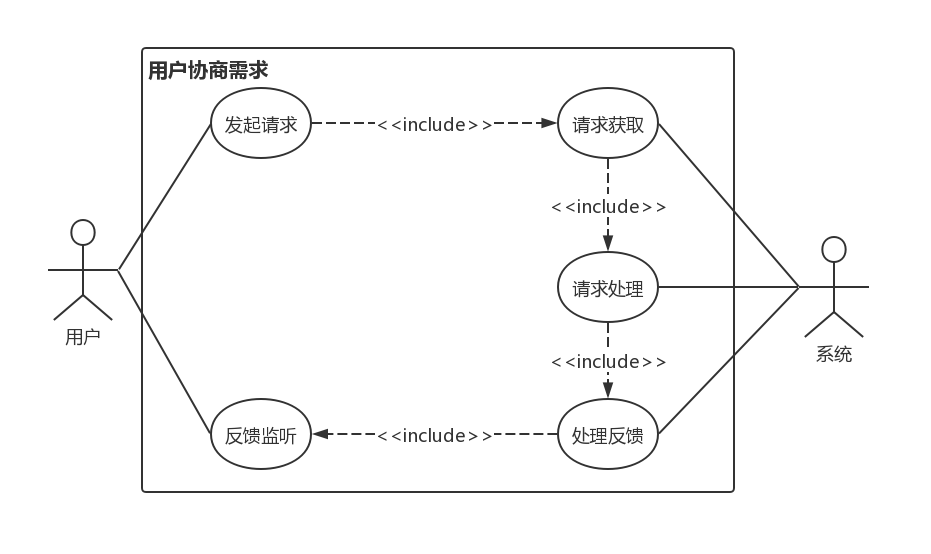 用户协商需求
发起请求
<<include>>
请求获取
<<include>>
请求处理
用户
系统
<<include>>
反馈监听
<<include>>
处理反馈